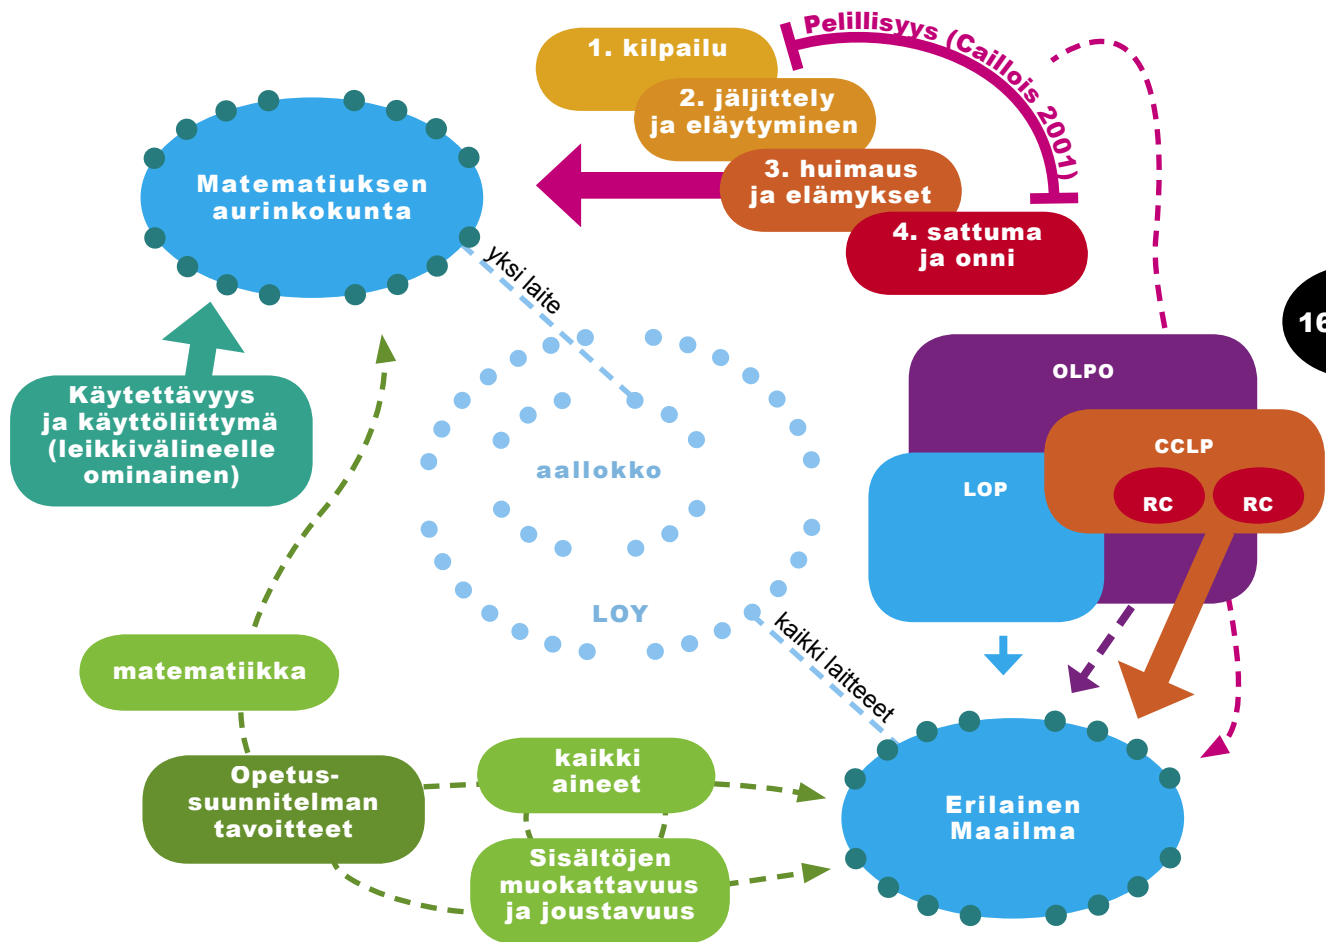 Pelillisyys (Caillois 2001)
1. kilpailu
2. jäljittely
ja eläytyminen
3. huimaus
ja elämykset
4. sattuma
ja onni
Matematiuksen
aurinkokunta
yksi laite
16
OLPO
CCLP
LOP
RC
RC
Käytettävyys
ja käyttöliittymä
(leikkivälineelle
ominainen)
aallokko
LOY
kaikki laitteeet
matematiikka
Opetus-
suunnitelman
tavoitteet
kaikki
aineet
Sisältöjen
muokattavuus
ja joustavuus
Erilainen
Maailma